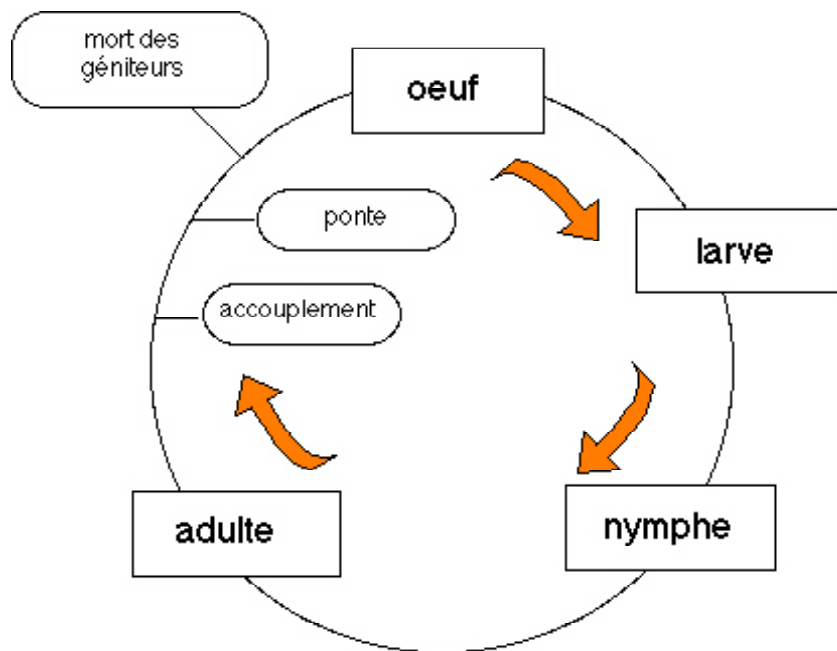 mort des
géniteurs
oeuf
ponte
larve
accouplement
adulte
nymphe